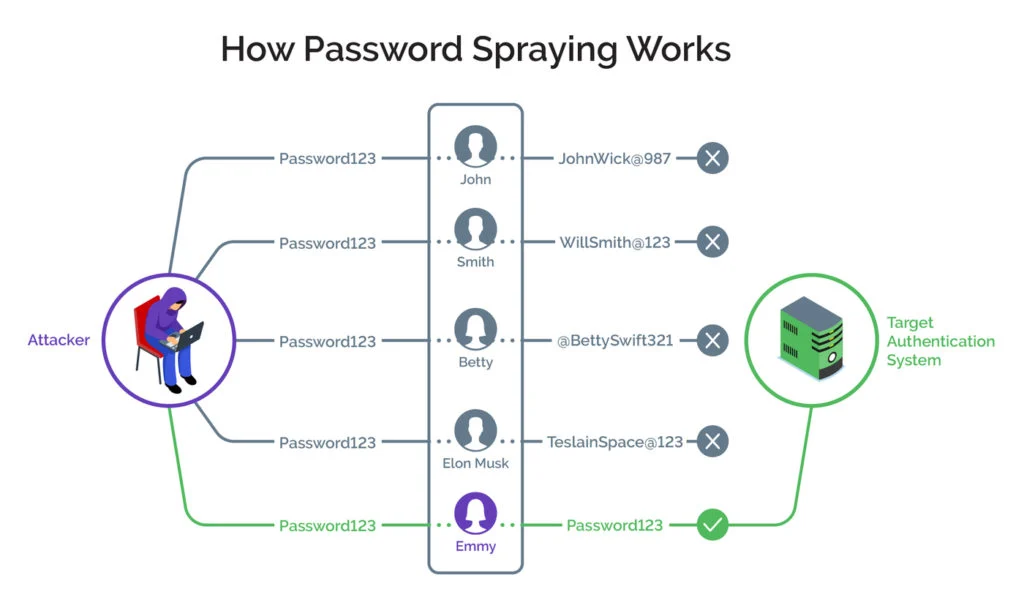 How Password Spraying Works
Password123
John
JohnWick@987
Password123
Smith
WillSmith@123
Attacker
Password123
Betty
@BettySwift321
Target
Authentication
System
Password123
Elon Musk
TeslainSpace@123
Password123
Emmy
Password123